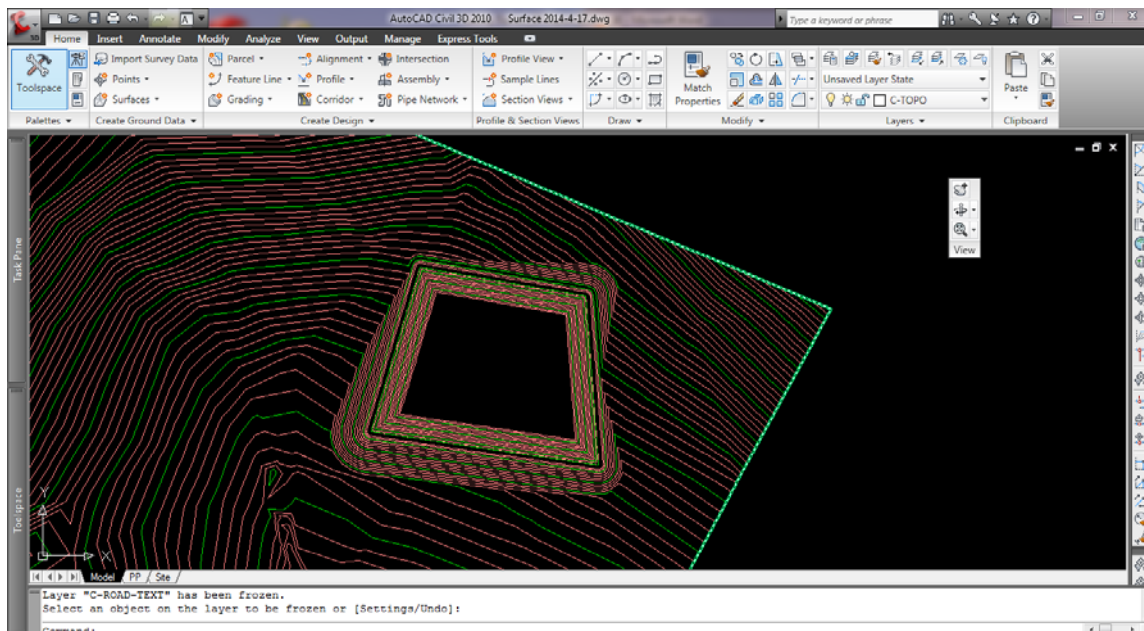 AutoCAD Civil 3D 2010 Surface 2014-4-17.dwg
Type a keyword or phrase
3D
Home Insert Annotate Modify Analyze View Output Manage Express Tools
Import Survey Data Parcel Alignment Intersection Profile View
Toolspace Points Feature Line Profile Assembly Sample Lines Match Properties Unsaved Layer State Paste
Surfaces Grading Corridor Pipe Network Section Views C-TOPO
Palettes Create Ground Data Create Design Profile & Section Views Draw Modify Layers Clipboard
View
Task Pane
Toolspace
Y
X
Model PP Site
Layer "C-ROAD-TEXT" has been frozen.
Select an object on the layer to be frozen or [Settings/Undo]:
Command: